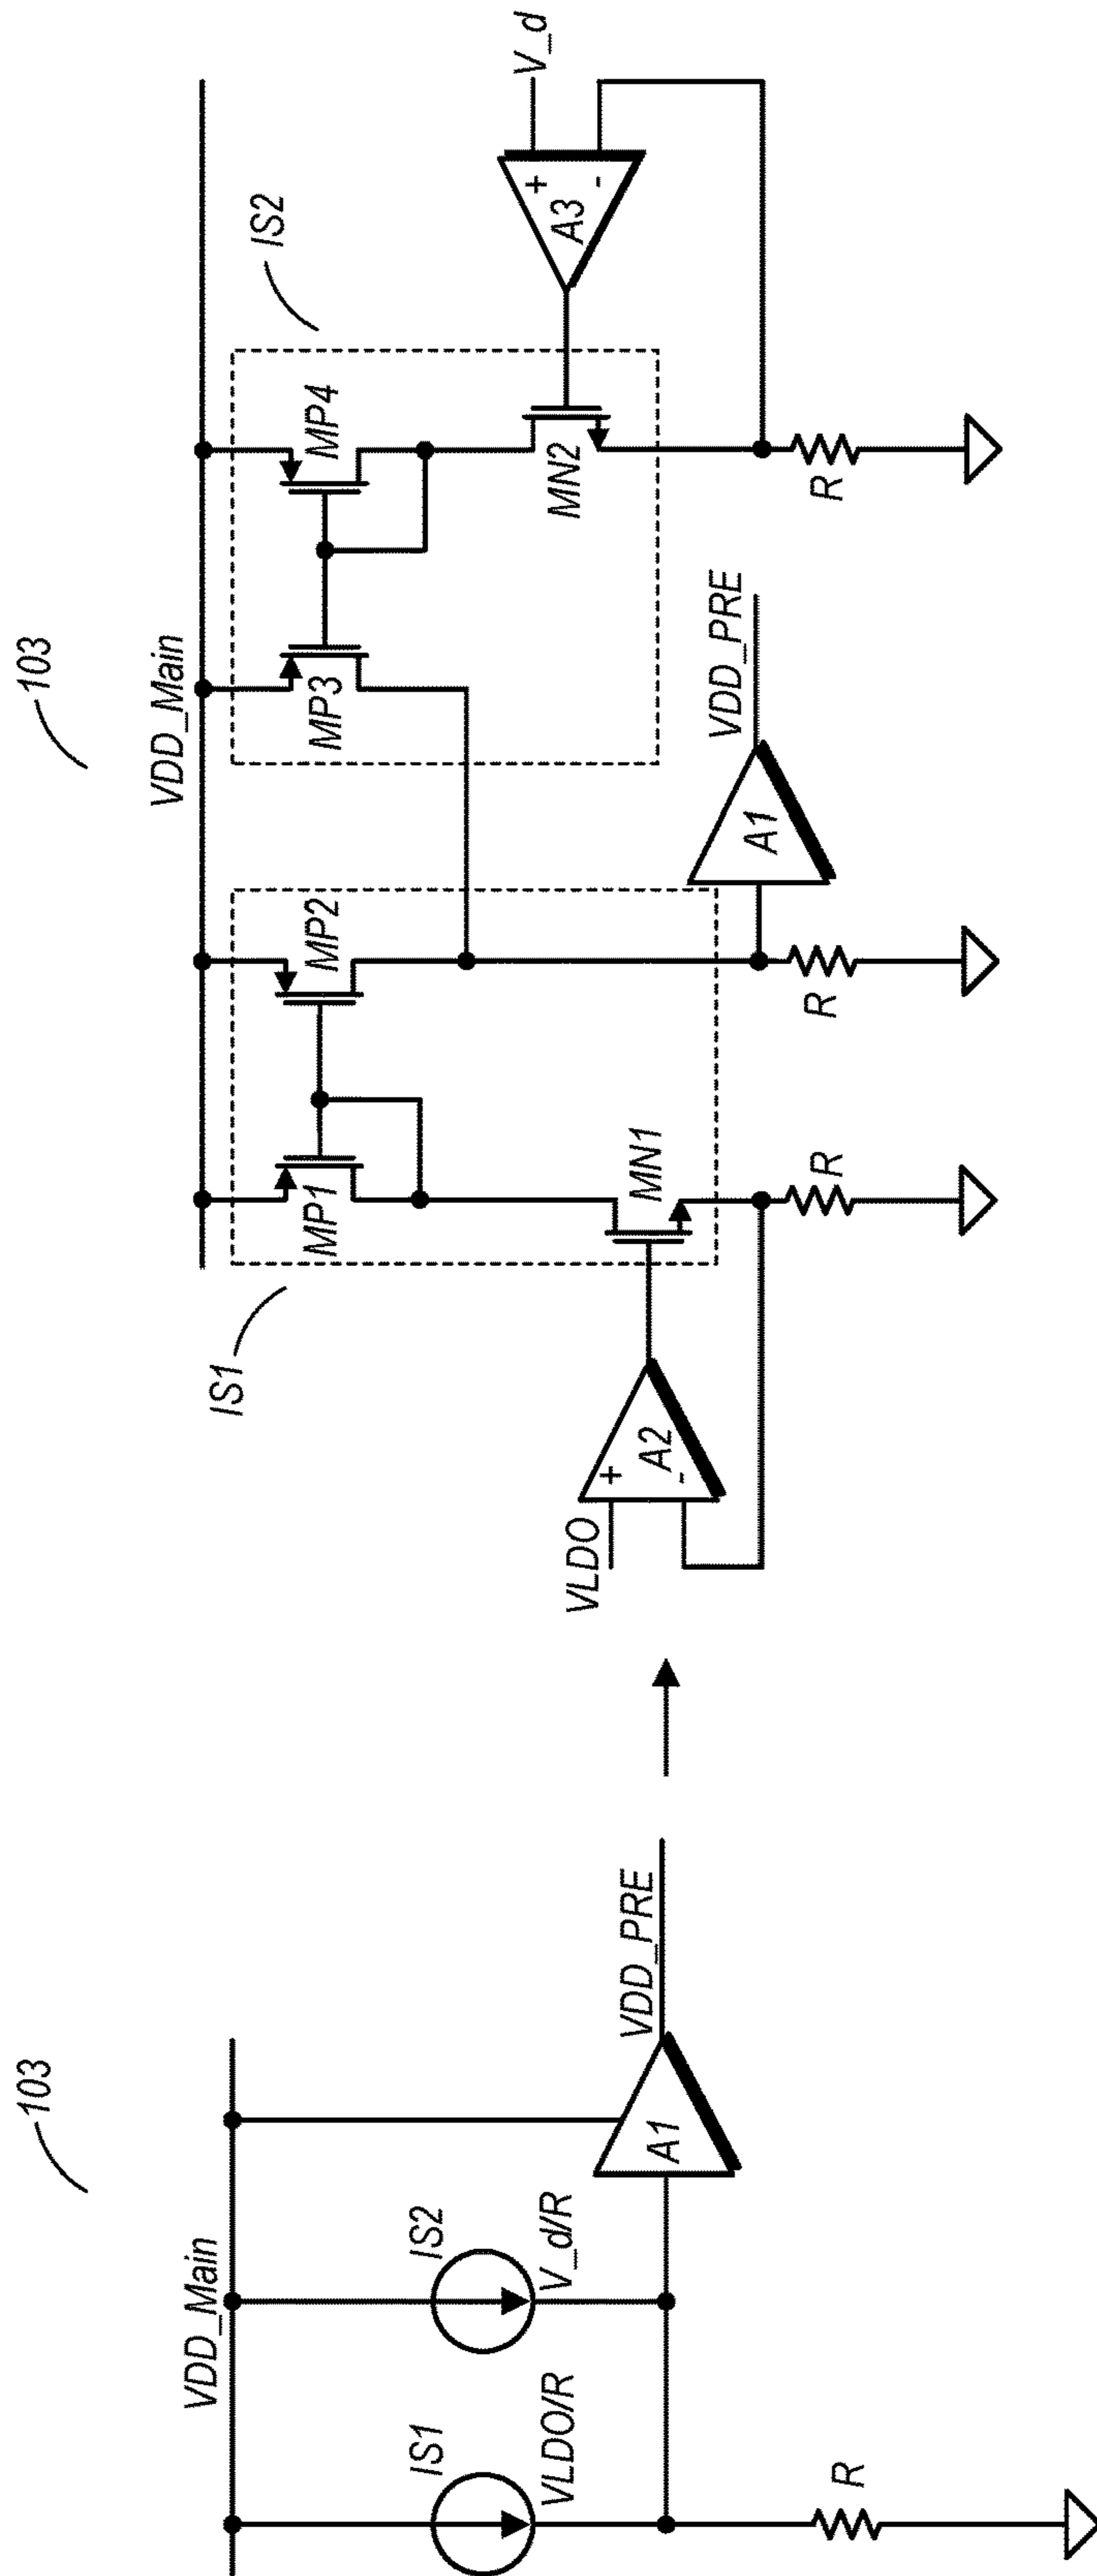 103
VDD_Main
IS1
IS2
VLDO/R
V_d/R
A1
VDD_PRE
R
103
VDD_Main
IS1
IS2
MP1
MP2
MP3
MP4
VLDO
+
-
A2
MN1
MN2
+
-
A3
V_d
A1
VDD_PRE
R
R
R